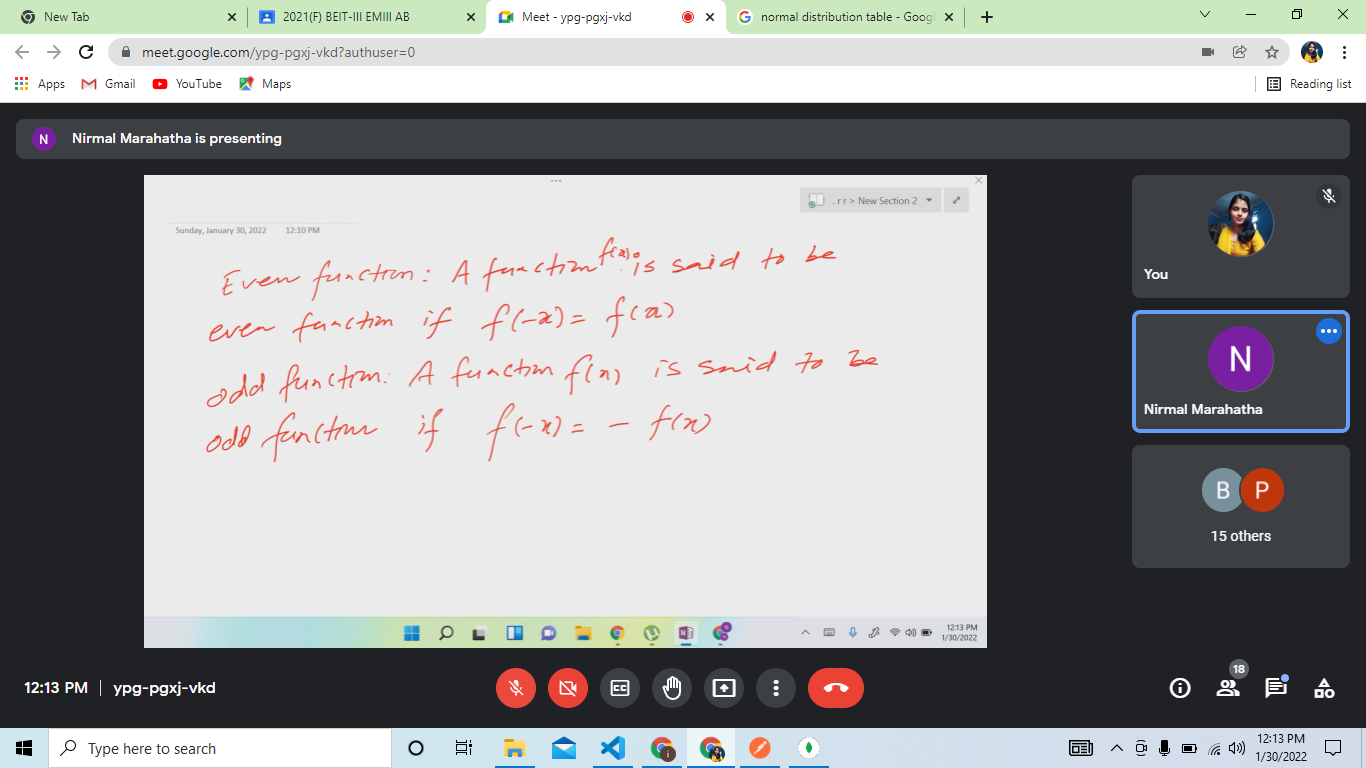 New Tab
2021(F) BEIT-III EMIII AB
Meet - ypg-pgxj-vkd
normal distribution table - Goog
meet.google.com/ypg-pgxj-vkd?authuser=0
Apps
Gmail
YouTube
Maps
Reading list
N
Nirmal Marahatha is presenting
. r r > New Section 2
Sunday, January 30, 2022 12:10 PM
Even function: A function f(x) is said to be
even function if f(-x) = f(x)
odd function: A function f(x) is said to be
odd function if f(-x) = - f(x)
12:13 PM
1/30/2022
You
N
Nirmal Marahatha
B P
15 others
12:13 PM | ypg-pgxj-vkd
CC
18
Type here to search
12:13 PM
1/30/2022